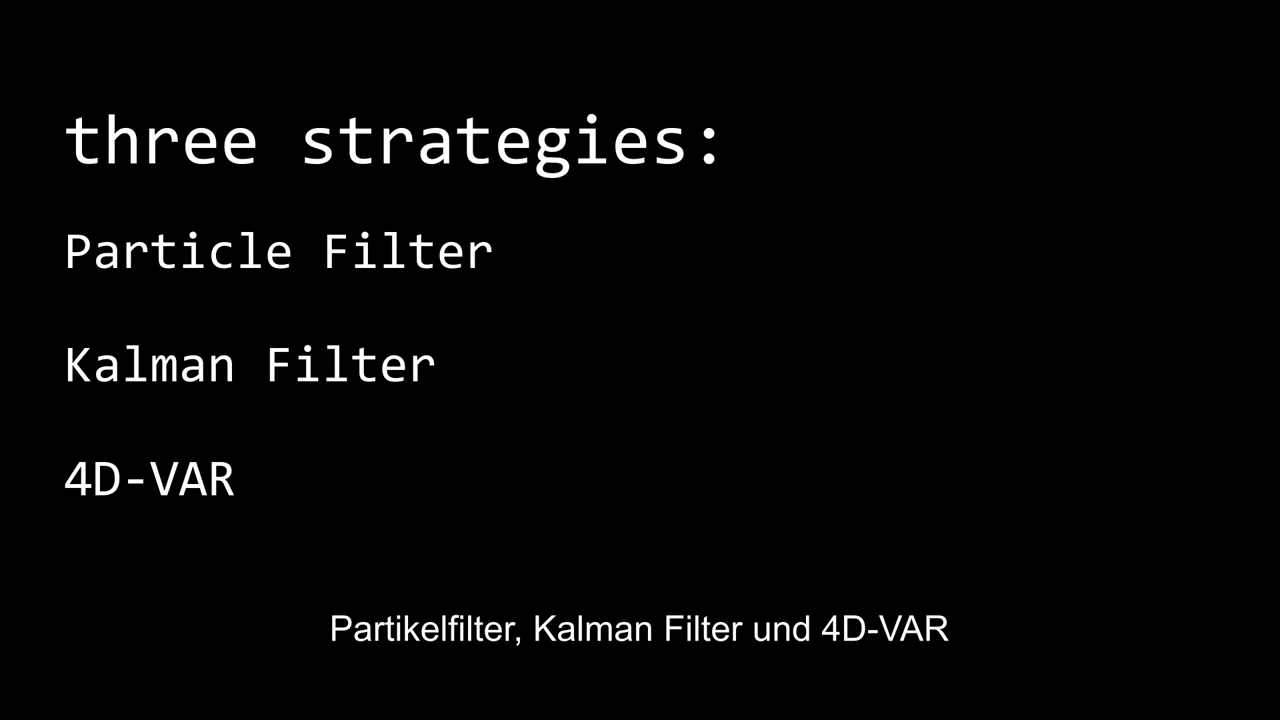 three strategies:
Particle Filter
Kalman Filter
4D-VAR
Partikelfilter, Kalman Filter und 4D-VAR